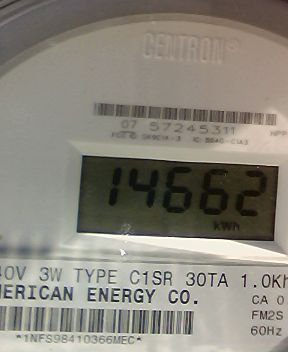 CENTRON®
07 57245311
14662
kWh
40V 3W TYPE C1SR 30TA 1.0Kh
MERICAN ENERGY CO.
CA 0
FM2S
60Hz
*1NFS98410366MEC*